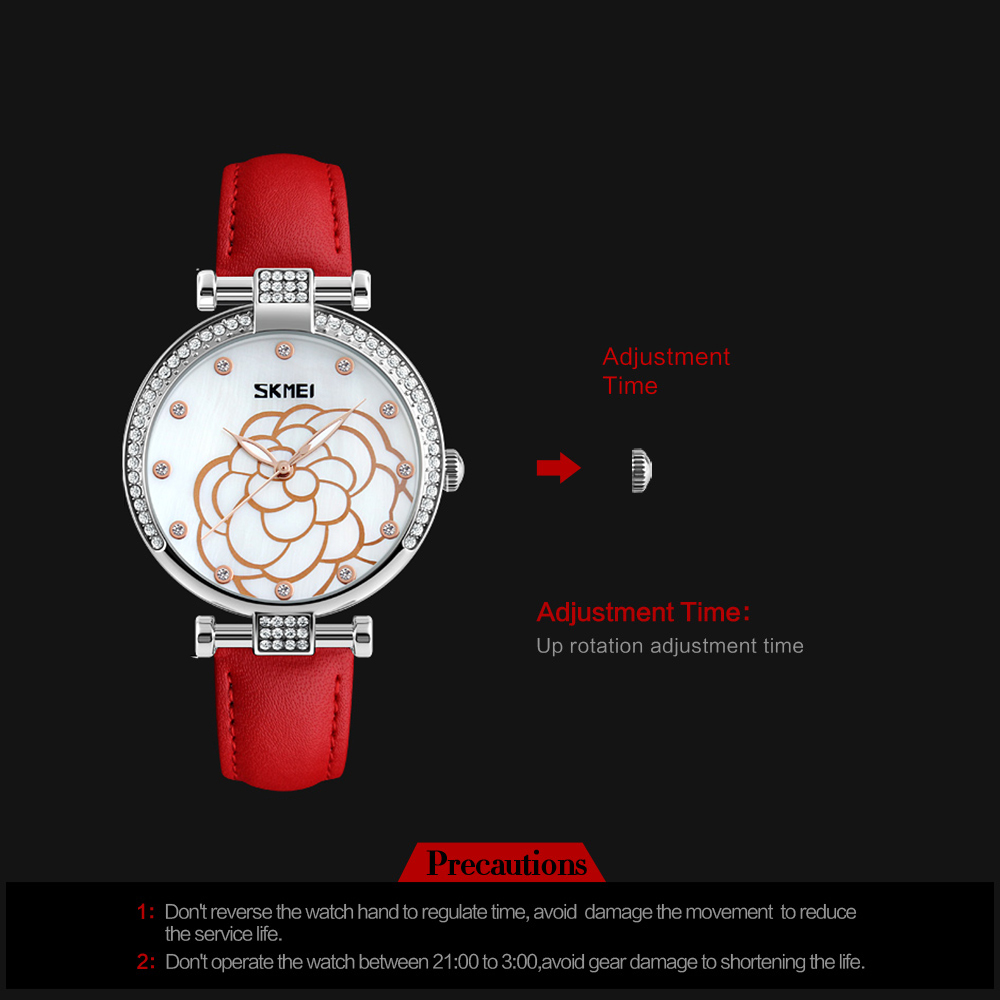 SKMEI
Adjustment
Time
Adjustment Time:
Up rotation adjustment time
Precautions
1: Don't reverse the watch hand to regulate time, avoid damage the movement to reduce
the service life.
2: Don't operate the watch between 21:00 to 3:00,avoid gear damage to shortening the life.